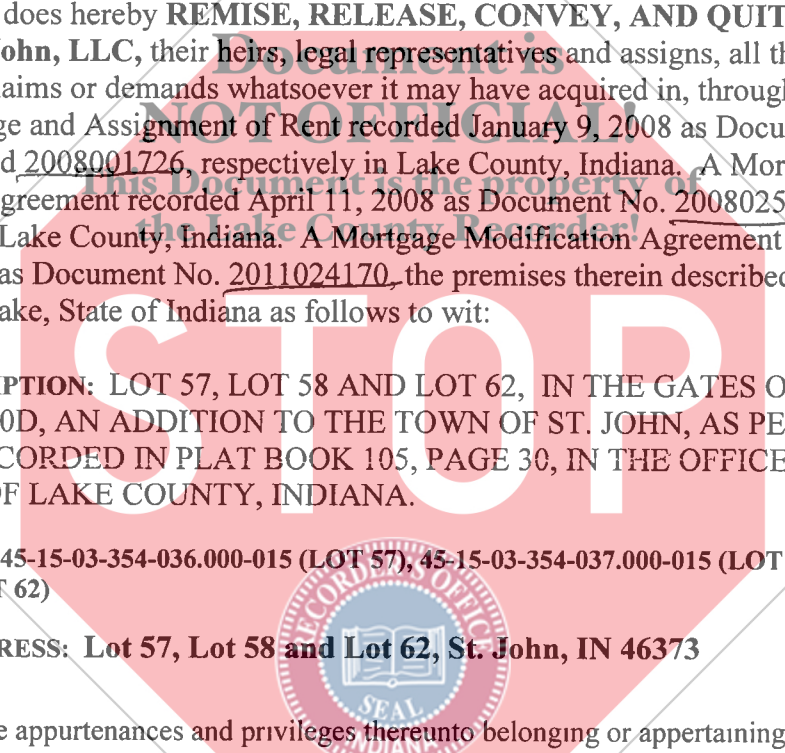 does hereby REMISE, RELEASE, CONVEY, AND QUIT
ohn, LLC, their heirs, legal representatives and assigns, all th
Document is
aims or demands whatsoever it may have acquired in, through
NOT OFFICIAL!
ge and Assignment of Rent recorded January 9, 2008 as Docu
d 2008001726, respectively in Lake County, Indiana. A Mor
This Document is the property of
greement recorded April 11, 2008 as Document No. 2008025
the Lake County Recorder!
Lake County, Indiana. A Mortgage Modification Agreement
as Document No. 2011024170, the premises therein described
ake, State of Indiana as follows to wit:
STOP
PTION: LOT 57, LOT 58 AND LOT 62, IN THE GATES O
OD, AN ADDITION TO THE TOWN OF ST. JOHN, AS PE
CORDED IN PLAT BOOK 105, PAGE 30, IN THE OFFICE
F LAKE COUNTY, INDIANA.
45-15-03-354-036.000-015 (LOT 57), 45-15-03-354-037.000-015 (LOT
T 62)
RECORDER'S OFFICE
RESS: Lot 57, Lot 58 and Lot 62, St. John, IN 46373
SEAL
e appurtenances and privileges thereunto belonging or appertaining
INDIANA